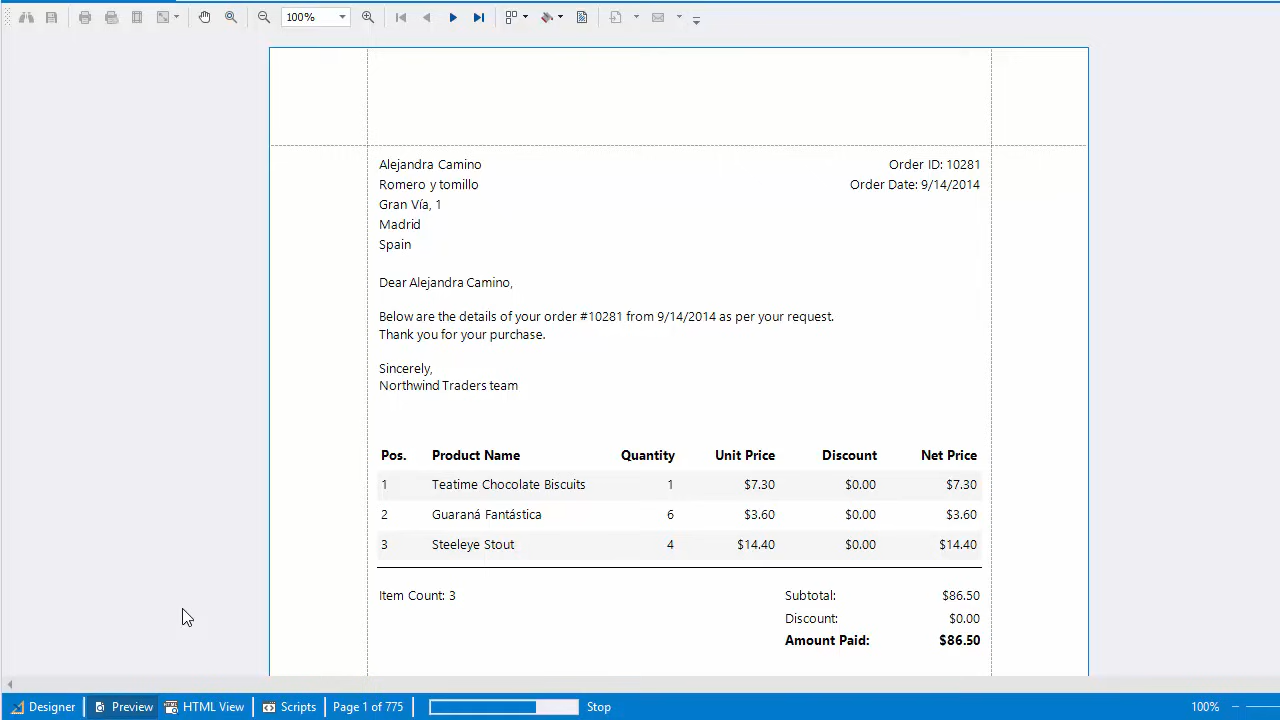 100%
Alejandra Camino Order ID: 10281
Romero y tomillo Order Date: 9/14/2014
Gran Vía, 1
Madrid
Spain
Dear Alejandra Camino,
Below are the details of your order #10281 from 9/14/2014 as per your request.
Thank you for your purchase.
Sincerely,
Northwind Traders team
Pos. Product Name Quantity Unit Price Discount Net Price
1 Teatime Chocolate Biscuits 1 $7.30 $0.00 $7.30
2 Guaraná Fantástica 6 $3.60 $0.00 $3.60
3 Steeleye Stout 4 $14.40 $0.00 $14.40
Item Count: 3 Subtotal: $86.50
Discount: $0.00
Amount Paid: $86.50
Designer Preview HTML View Scripts Page 1 of 775 Stop 100%